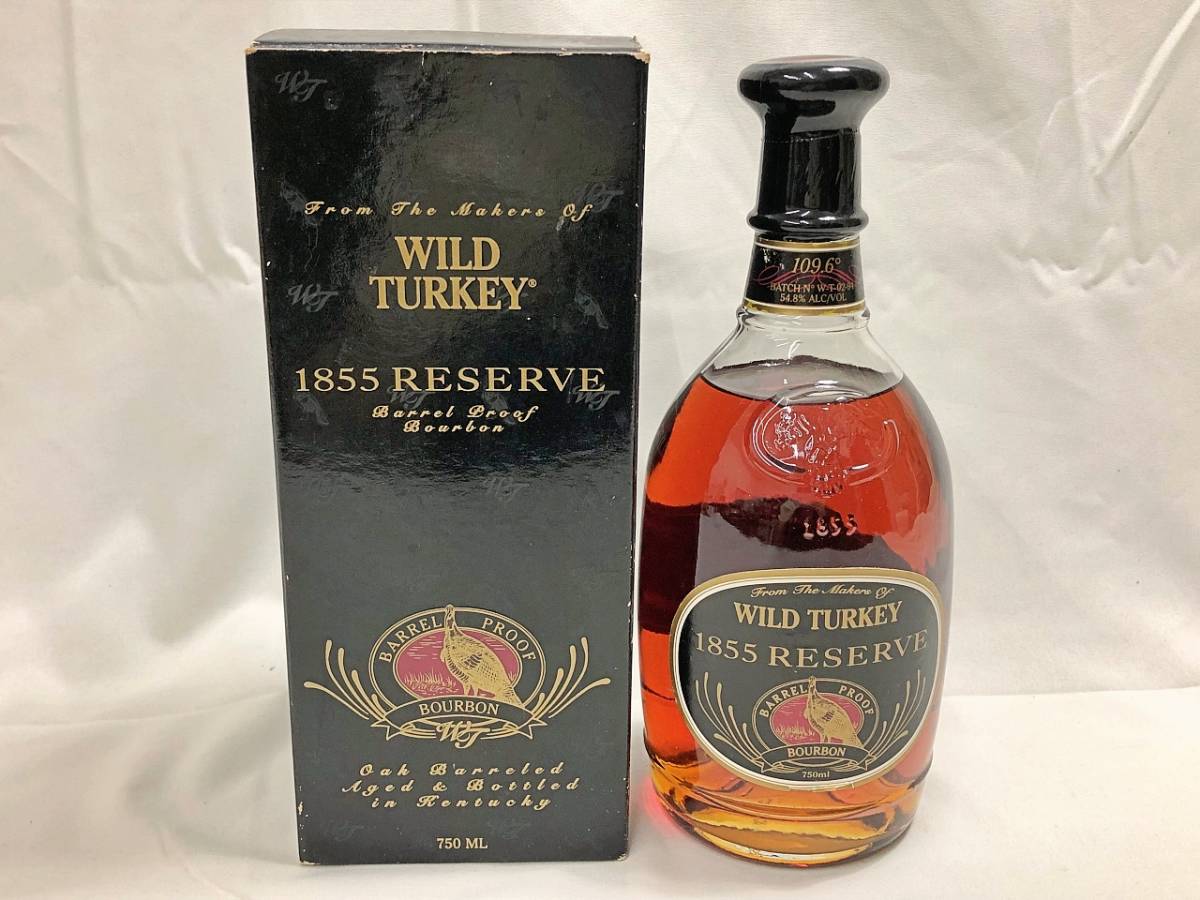 From The Makers Of
WILD
TURKEY®
1855 RESERVE
Barrel Proof
Bourbon
BARREL PROOF
BOURBON
WT
Oak Barreled
Aged & Bottled
in Kentucky
750 ML
109.6°
BATCH Nº W-T-02-94
54.8% ALC/VOL
1855
From The Makers Of
WILD TURKEY
1855 RESERVE
BARREL PROOF
BOURBON
750ml